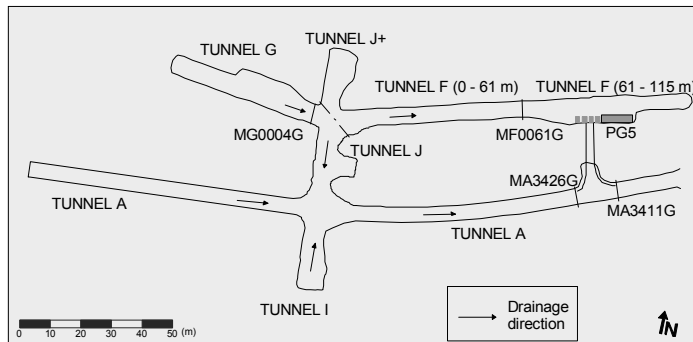 TUNNEL J+
TUNNEL G
TUNNEL F (0 - 61 m)
TUNNEL F (61 - 115 m)
MG0004G
MF0061G
PG5
TUNNEL J
MA3426G
TUNNEL A
MA3411G
TUNNEL A
TUNNEL I
0 10 20 30 40 50 (m)
Drainage
direction
N